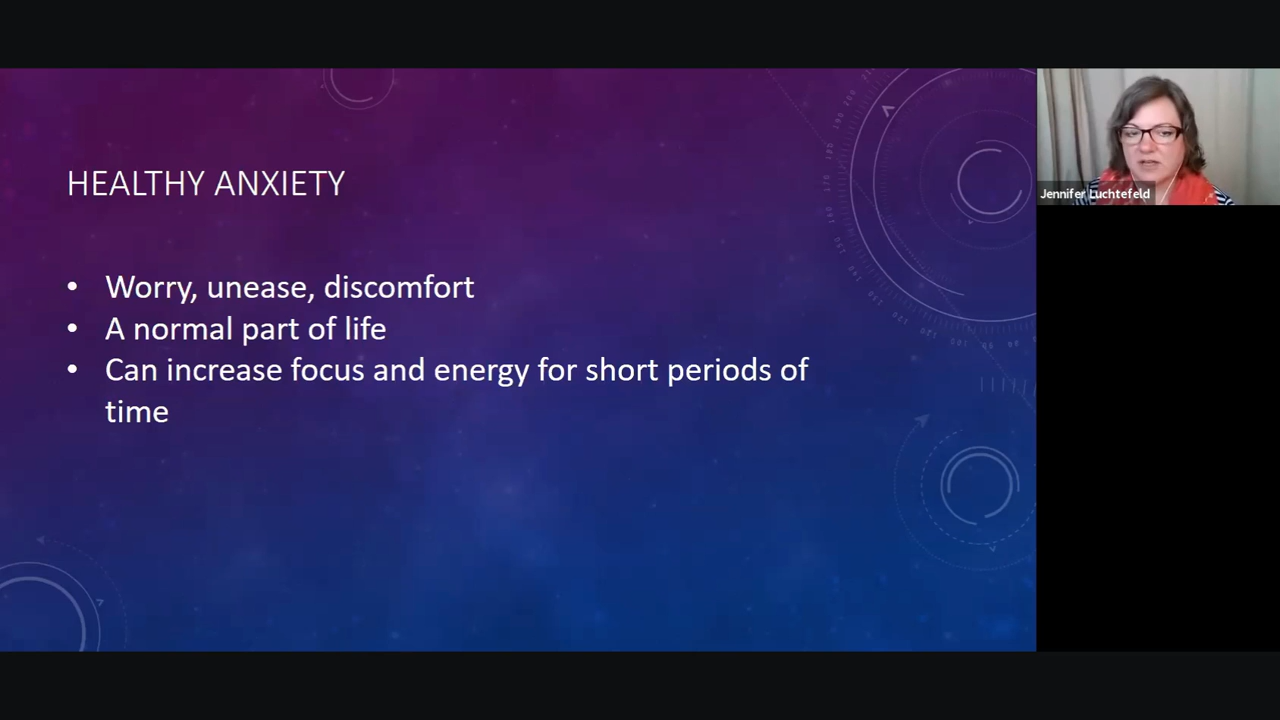 HEALTHY ANXIETY
• Worry, unease, discomfort
• A normal part of life
• Can increase focus and energy for short periods of
time
Jennifer Luchtefeld